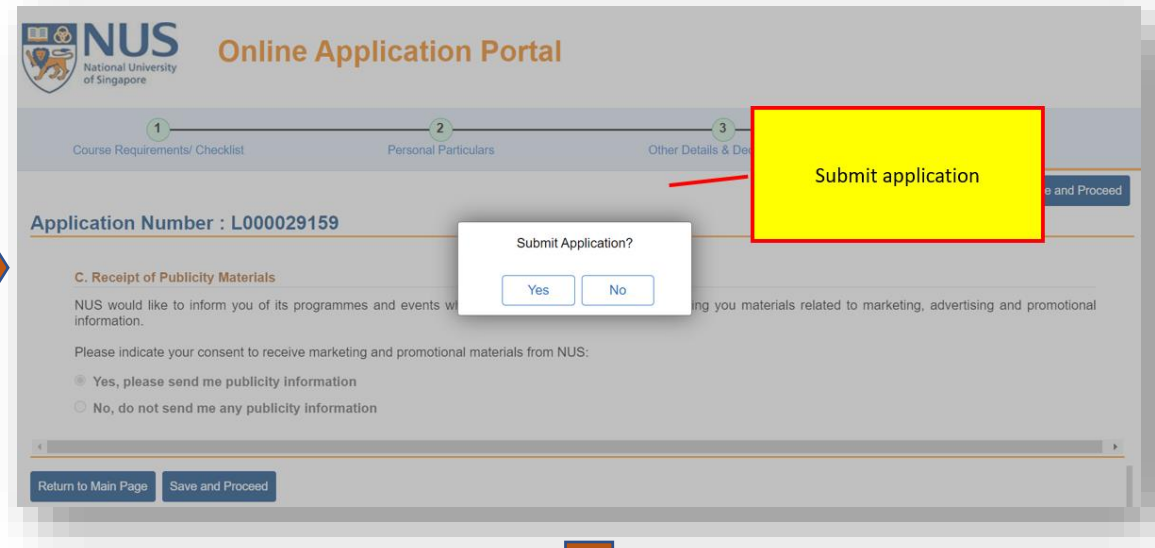 NUS
National University
of Singapore
Online Application Portal
1
2
3
Course Requirements/ Checklist
Personal Particulars
Other Details &
Submit application
and Proceed
Application Number : L000029159
Submit Application?
Yes
No
C. Receipt of Publicity Materials
NUS would like to inform you of its programmes and events you materials related to marketing, advertising and promotional
information.
Please indicate your consent to receive marketing and promotional materials from NUS:
Yes, please send me publicity information
No, do not send me any publicity information
Return to Main Page
Save and Proceed